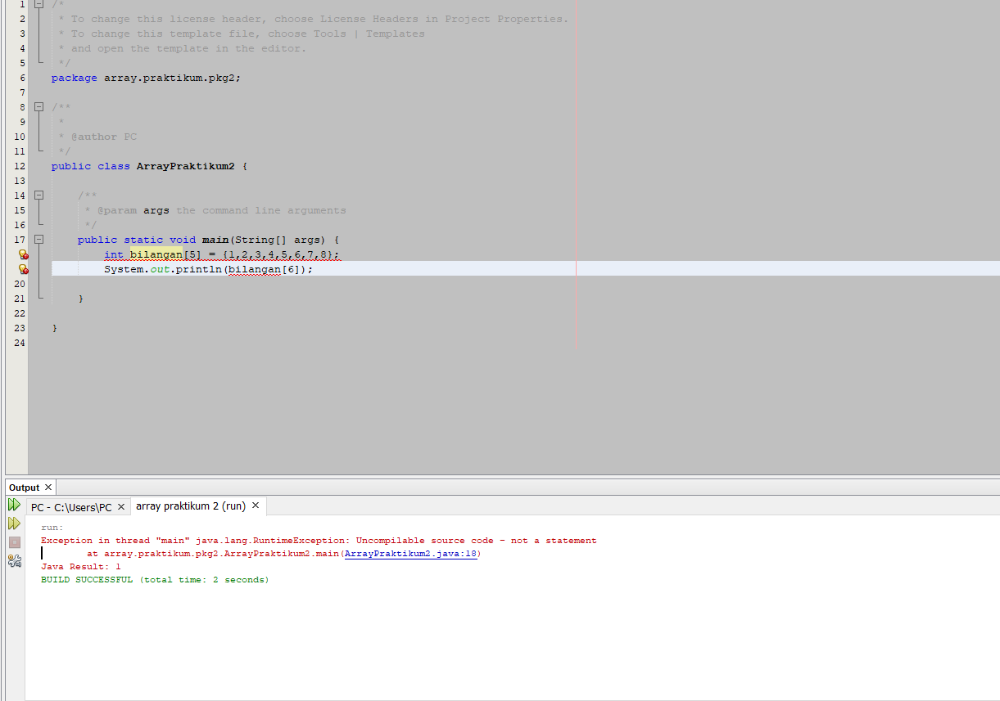 1 /*
2 * To change this license header, choose License Headers in Project Properties.
3 * To change this template file, choose Tools | Templates
4 * and open the template in the editor.
5 */
6 package array.praktikum.pkg2;
7
8 /**
9 *
10 * @author PC
11 */
12 public class ArrayPraktikum2 {
13
14 /**
15 * @param args the command line arguments
16 */
17 public static void main(String[] args) {
int bilangan[5] = {1,2,3,4,5,6,7,8};
System.out.println(bilangan[6]);
20
21 }
22
23 }
24
Output
PC - C:\Users\PC array praktikum 2 (run)
run:
Exception in thread "main" java.lang.RuntimeException: Uncompilable source code - not a statement
at array.praktikum.pkg2.ArrayPraktikum2.main(ArrayPraktikum2.java:18)
Java Result: 1
BUILD SUCCESSFUL (total time: 2 seconds)